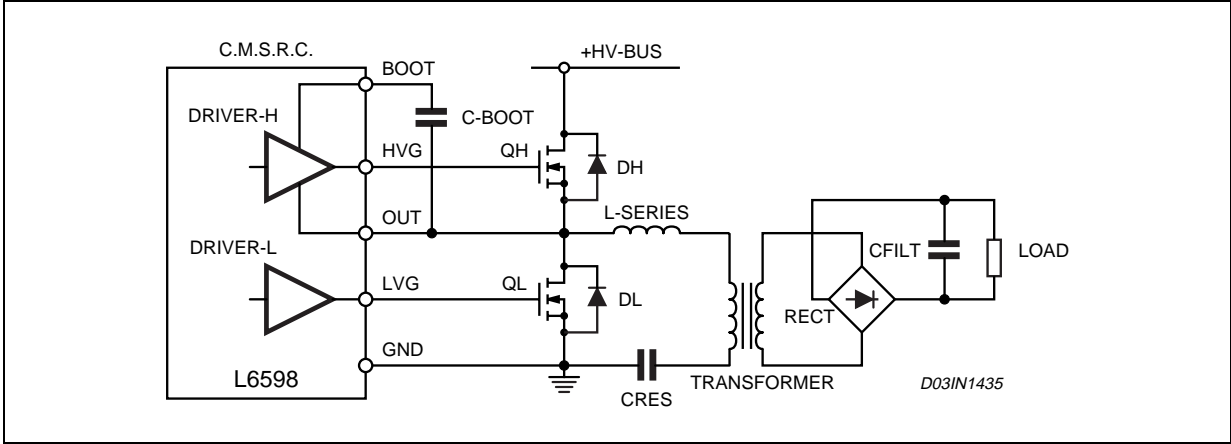 C.M.S.R.C.
+HV-BUS
BOOT
DRIVER-H
C-BOOT
HVG
QH
DH
OUT
L-SERIES
DRIVER-L
CFILT
LOAD
LVG
QL
DL
RECT
GND
L6598
CRES
TRANSFORMER
D03IN1435